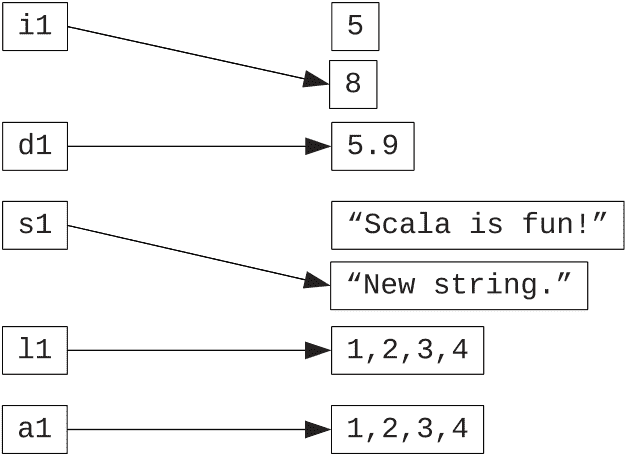 i1 5
8
d1 5.9
s1 “Scala is fun!”
“New string.”
l1 1,2,3,4
a1 1,2,3,4